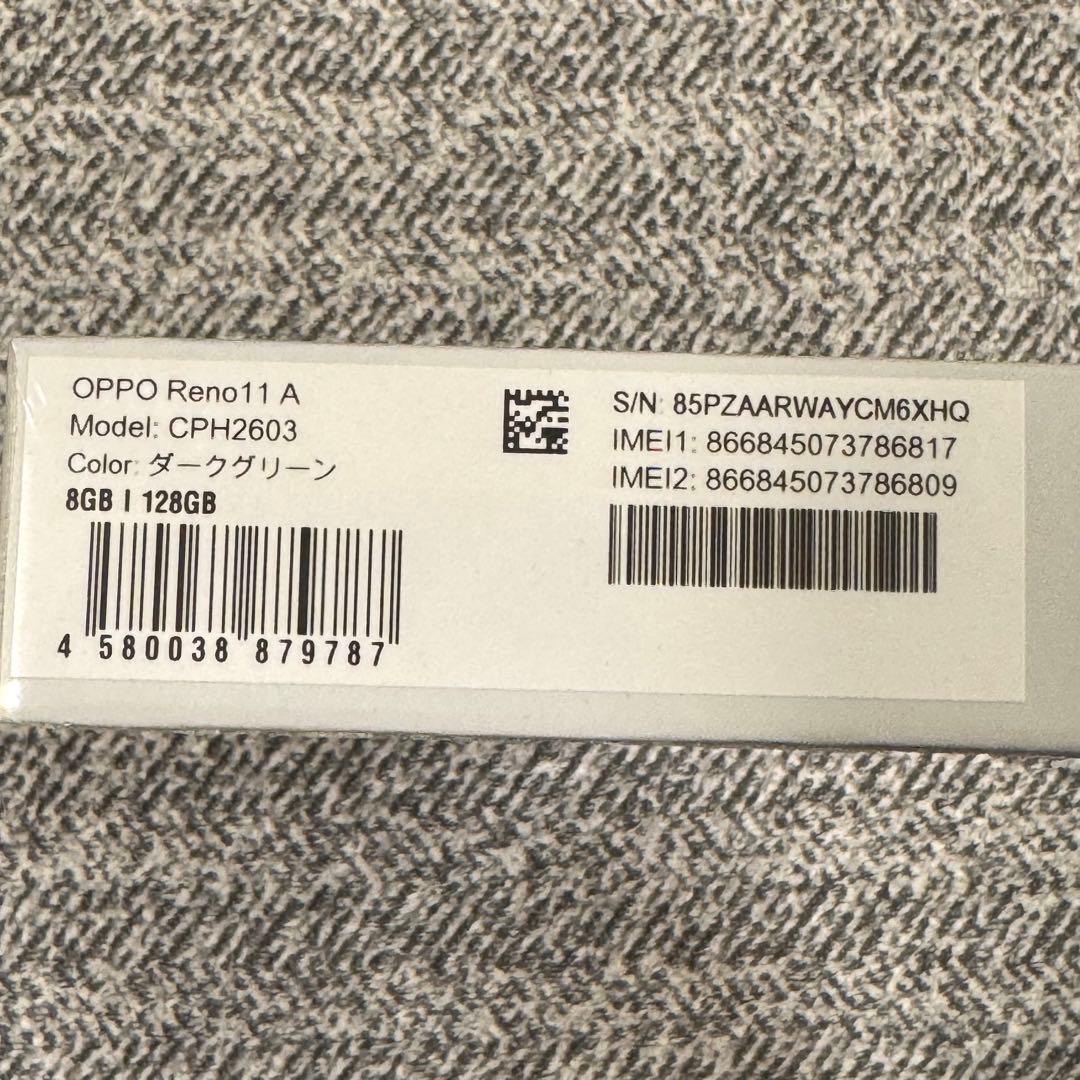 OPPO Reno11 A
Model: CPH2603
Color: ダークグリーン
8GB | 128GB
4 580038 879787
S/N: 85PZAARWAYCM6XHQ
IMEI1: 866845073786817
IMEI2: 866845073786809